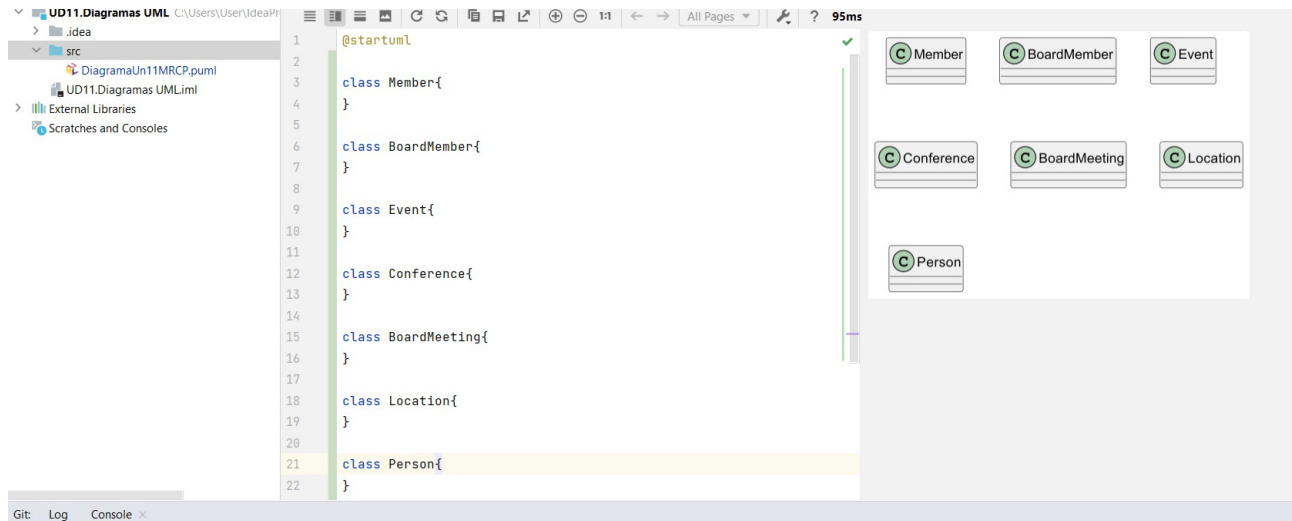 UD11.Diagramas UML C:\Users\User\IdeaPr
.idea
src
DiagramaUn11MRCP.puml
UD11.Diagramas UML.iml
External Libraries
Scratches and Consoles
1:1 All Pages ? 95ms
1 @startuml
2
3 class Member{
4 }
5
6 class BoardMember{
7 }
8
9 class Event{
10 }
11
12 class Conference{
13 }
14
15 class BoardMeeting{
16 }
17
18 class Location{
19 }
20
21 class Person{
22 }
C Member C BoardMember C Event
C Conference C BoardMeeting C Location
C Person
Git: Log Console